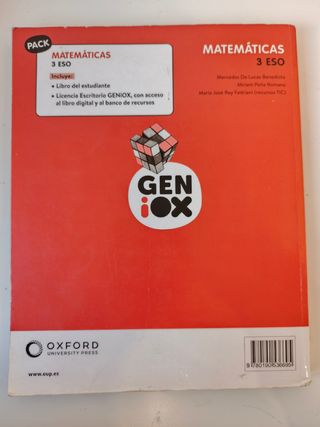 PACK
MATEMÁTICAS
3 ESO
Incluye:
• Libro del estudiante
• Licencia Escritorio GENiOX, con acceso
al libro digital y al banco de recursos
MATEMÁTICAS
3 ESO
Mercedes De Lucas Benedicto
Miriam Peña Romano
María José Rey Fedriani (recursos TIC)
GEN
iOX
OXFORD
UNIVERSITY PRESS
www.oup.es